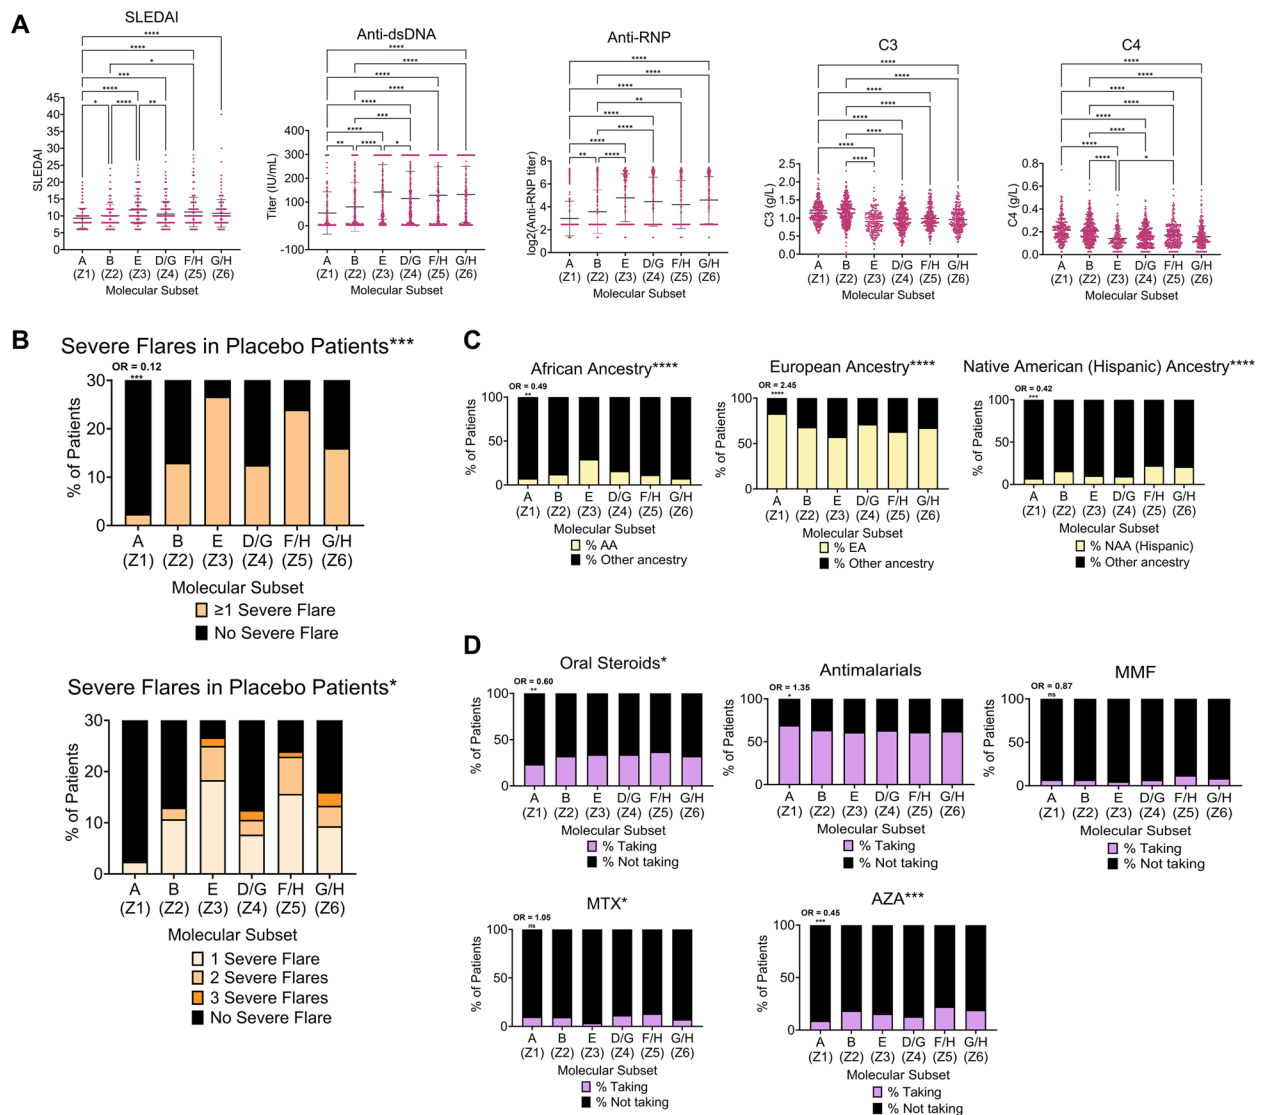 A
SLEDAI
****
****
*
***
****
* **** **
45
40
35
30
25
20
15
10
5
0
SLEDAI
A B E D/G F/H G/H
(Z1) (Z2) (Z3) (Z4) (Z5) (Z6)
Molecular Subset
Anti-dsDNA
****
****
****
****
****
***
****
** **** *
400
300
200
100
0
-100
Titer (IU/mL)
A B E D/G F/H G/H
(Z1) (Z2) (Z3) (Z4) (Z5) (Z6)
Molecular Subset
Anti-RNP
****
****
****
**
****
****
****
** ****
8
6
4
2
0
log2(Anti-RNP titer)
A B E D/G F/H G/H
(Z1) (Z2) (Z3) (Z4) (Z5) (Z6)
Molecular Subset
C3
****
****
****
****
****
****
****
****
2.5
2.0
1.5
1.0
0.5
0.0
C3 (g/L)
A B E D/G F/H G/H
(Z1) (Z2) (Z3) (Z4) (Z5) (Z6)
Molecular Subset
C4
****
****
****
****
****
****
****
**** *
0.8
0.6
0.4
0.2
0.0
C4 (g/L)
A B E D/G F/H G/H
(Z1) (Z2) (Z3) (Z4) (Z5) (Z6)
Molecular Subset
B
Severe Flares in Placebo Patients***
OR = 0.12
***
30
20
10
0
% of Patients
A B E D/G F/H G/H
(Z1) (Z2) (Z3) (Z4) (Z5) (Z6)
Molecular Subset
≥1 Severe Flare
No Severe Flare
Severe Flares in Placebo Patients*
30
20
10
0
% of Patients
A B E D/G F/H G/H
(Z1) (Z2) (Z3) (Z4) (Z5) (Z6)
Molecular Subset
1 Severe Flare
2 Severe Flares
3 Severe Flares
No Severe Flare
C
African Ancestry****
OR = 0.49
**
100
50
0
% of Patients
A B E D/G F/H G/H
(Z1) (Z2) (Z3) (Z4) (Z5) (Z6)
Molecular Subset
% AA
% Other ancestry
European Ancestry****
OR = 2.45
****
100
50
0
% of Patients
A B E D/G F/H G/H
(Z1) (Z2) (Z3) (Z4) (Z5) (Z6)
Molecular Subset
% EA
% Other ancestry
Native American (Hispanic) Ancestry****
OR = 0.42
***
100
50
0
% of Patients
A B E D/G F/H G/H
(Z1) (Z2) (Z3) (Z4) (Z5) (Z6)
Molecular Subset
% NAA (Hispanic)
% Other ancestry
D
Oral Steroids*
OR = 0.60
**
100
50
0
% of Patients
A B E D/G F/H G/H
(Z1) (Z2) (Z3) (Z4) (Z5) (Z6)
Molecular Subset
% Taking
% Not taking
Antimalarials
OR = 1.35
*
100
50
0
% of Patients
A B E D/G F/H G/H
(Z1) (Z2) (Z3) (Z4) (Z5) (Z6)
Molecular Subset
% Taking
% Not taking
MMF
OR = 0.87
ns
100
50
0
% of Patients
A B E D/G F/H G/H
(Z1) (Z2) (Z3) (Z4) (Z5) (Z6)
Molecular Subset
% Taking
% Not taking
MTX*
OR = 1.05
ns
100
50
0
% of Patients
A B E D/G F/H G/H
(Z1) (Z2) (Z3) (Z4) (Z5) (Z6)
Molecular Subset
% Taking
% Not taking
AZA***
OR = 0.45
***
100
50
0
% of Patients
A B E D/G F/H G/H
(Z1) (Z2) (Z3) (Z4) (Z5) (Z6)
Molecular Subset
% Taking
% Not taking